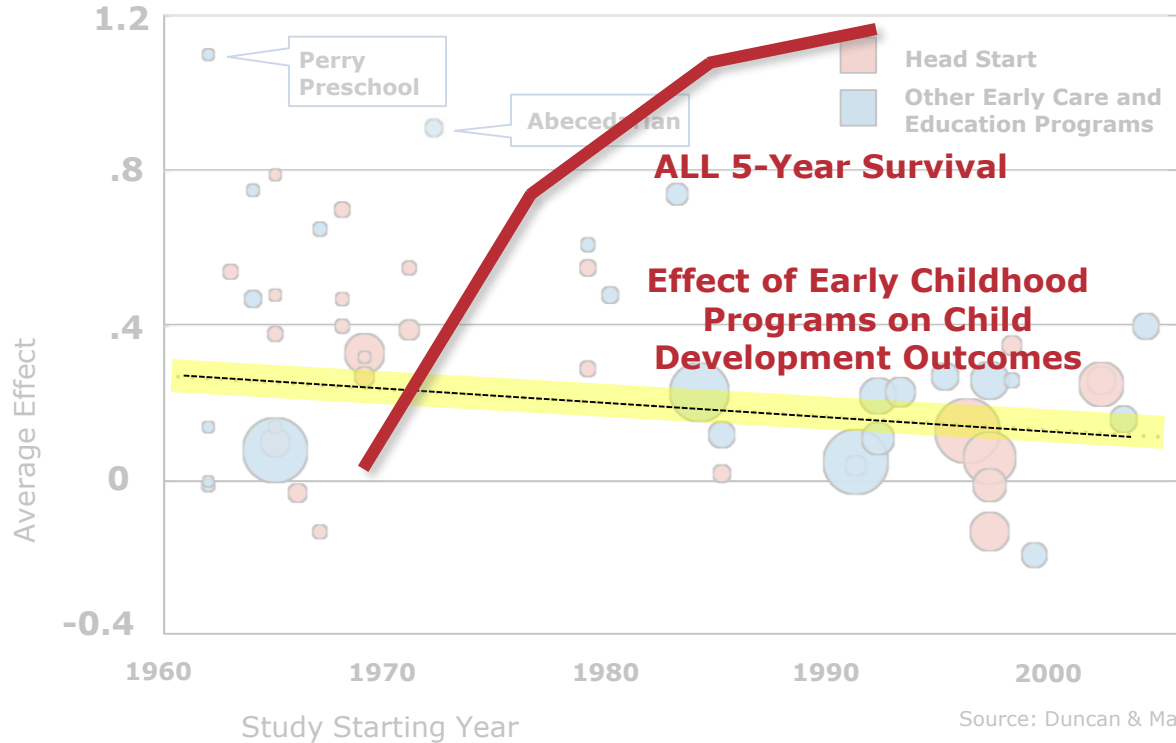 1.2
Perry
Preschool
Head Start
Other Early Care and
Education Programs
Abecedarian
.8
ALL 5-Year Survival
Effect of Early Childhood
Programs on Child
Development Outcomes
.4
Average Effect
0
-0.4
1960 1970 1980 1990 2000
Study Starting Year
Source: Duncan & Ma